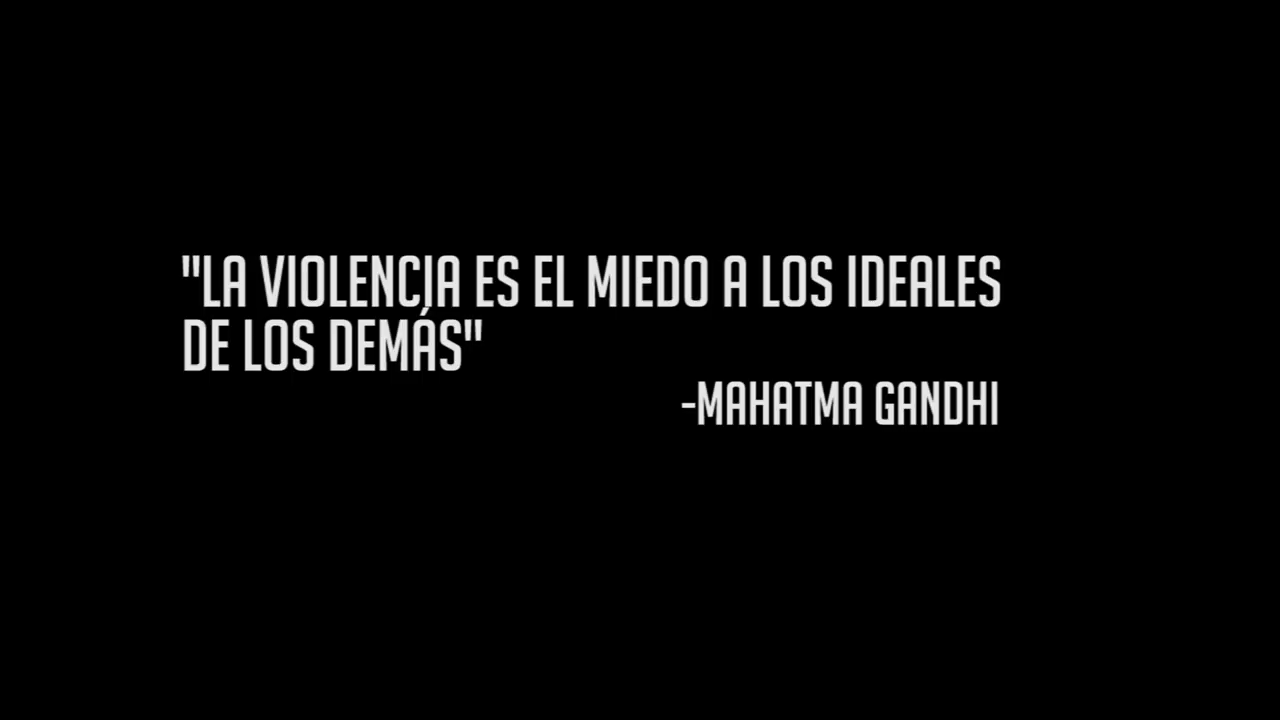 "LA VIOLENCIA ES EL MIEDO A LOS IDEALES
DE LOS DEMÁS"
-MAHATMA GANDHI